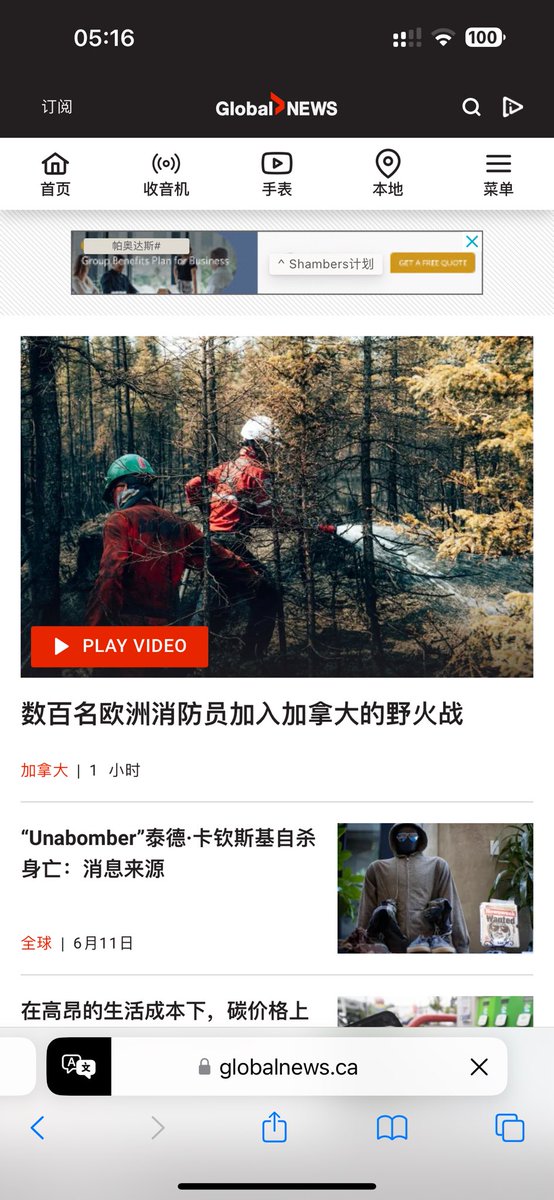 05:16
100
订阅
Global NEWS
首页
收音机
手表
本地
菜单
帕奥达斯#
Group Benefits Plan for Business
^ Shambers计划
GET A FREE QUOTE
PLAY VIDEO
数百名欧洲消防员加入加拿大的野火战
加拿大 | 1 小时
“Unabomber”泰德·卡钦斯基自杀
身亡：消息来源
Wanted
全球 | 6月11日
在高昂的生活成本下，碳价格上
globalnews.ca